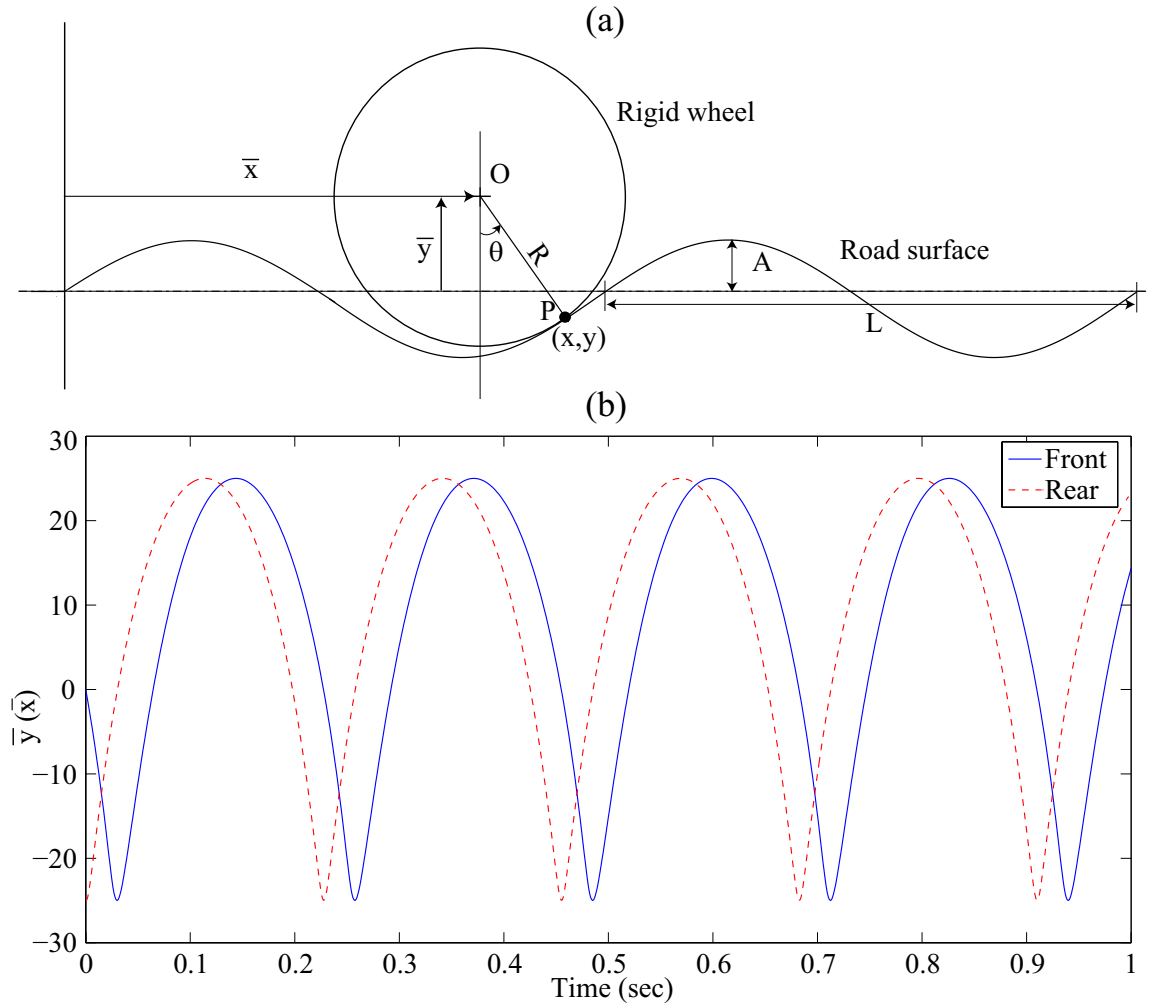 (a)
Rigid wheel
x̄
O
ȳ
θ
R
A
Road surface
P
(x,y)
L
(b)
30
20
10
0
−10
−20
−30
ȳ (x̄)
Front
Rear
0
0.1
0.2
0.3
0.4
0.5
0.6
0.7
0.8
0.9
1
Time (sec)